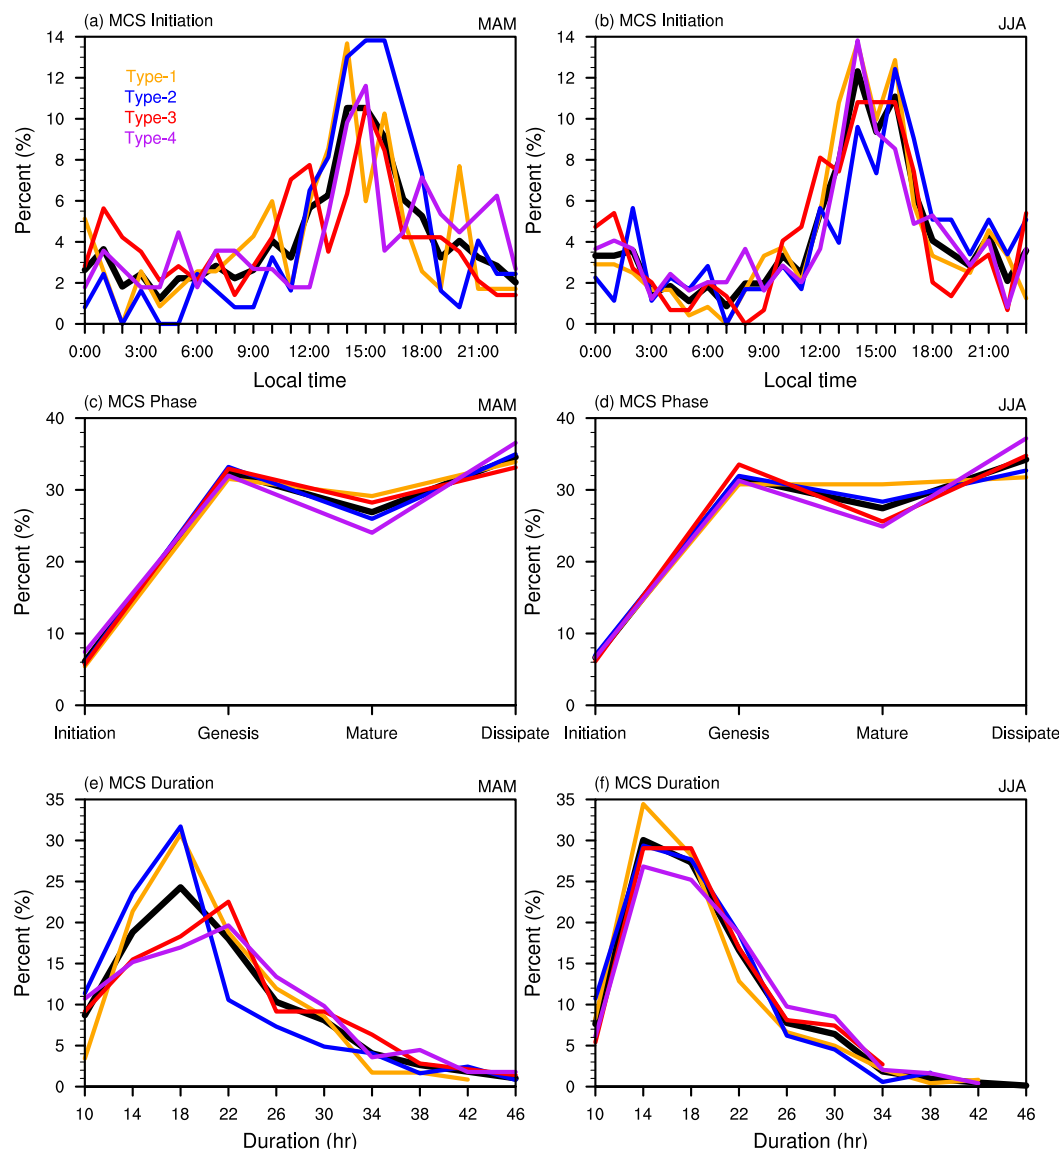 (a) MCS Initiation MAM
14
12
10
8
6
4
2
0
Percent (%)
Type-1
Type-2
Type-3
Type-4
0:00 3:00 6:00 9:00 12:00 15:00 18:00 21:00
Local time
(b) MCS Initiation JJA
14
12
10
8
6
4
2
0
Percent (%)
0:00 3:00 6:00 9:00 12:00 15:00 18:00 21:00
Local time
(c) MCS Phase MAM
40
30
20
10
0
Percent (%)
Initiation Genesis Mature Dissipate
(d) MCS Phase JJA
40
30
20
10
0
Percent (%)
Initiation Genesis Mature Dissipate
(e) MCS Duration MAM
35
30
25
20
15
10
5
0
Percent (%)
10 14 18 22 26 30 34 38 42 46
Duration (hr)
(f) MCS Duration JJA
35
30
25
20
15
10
5
0
Percent (%)
10 14 18 22 26 30 34 38 42 46
Duration (hr)